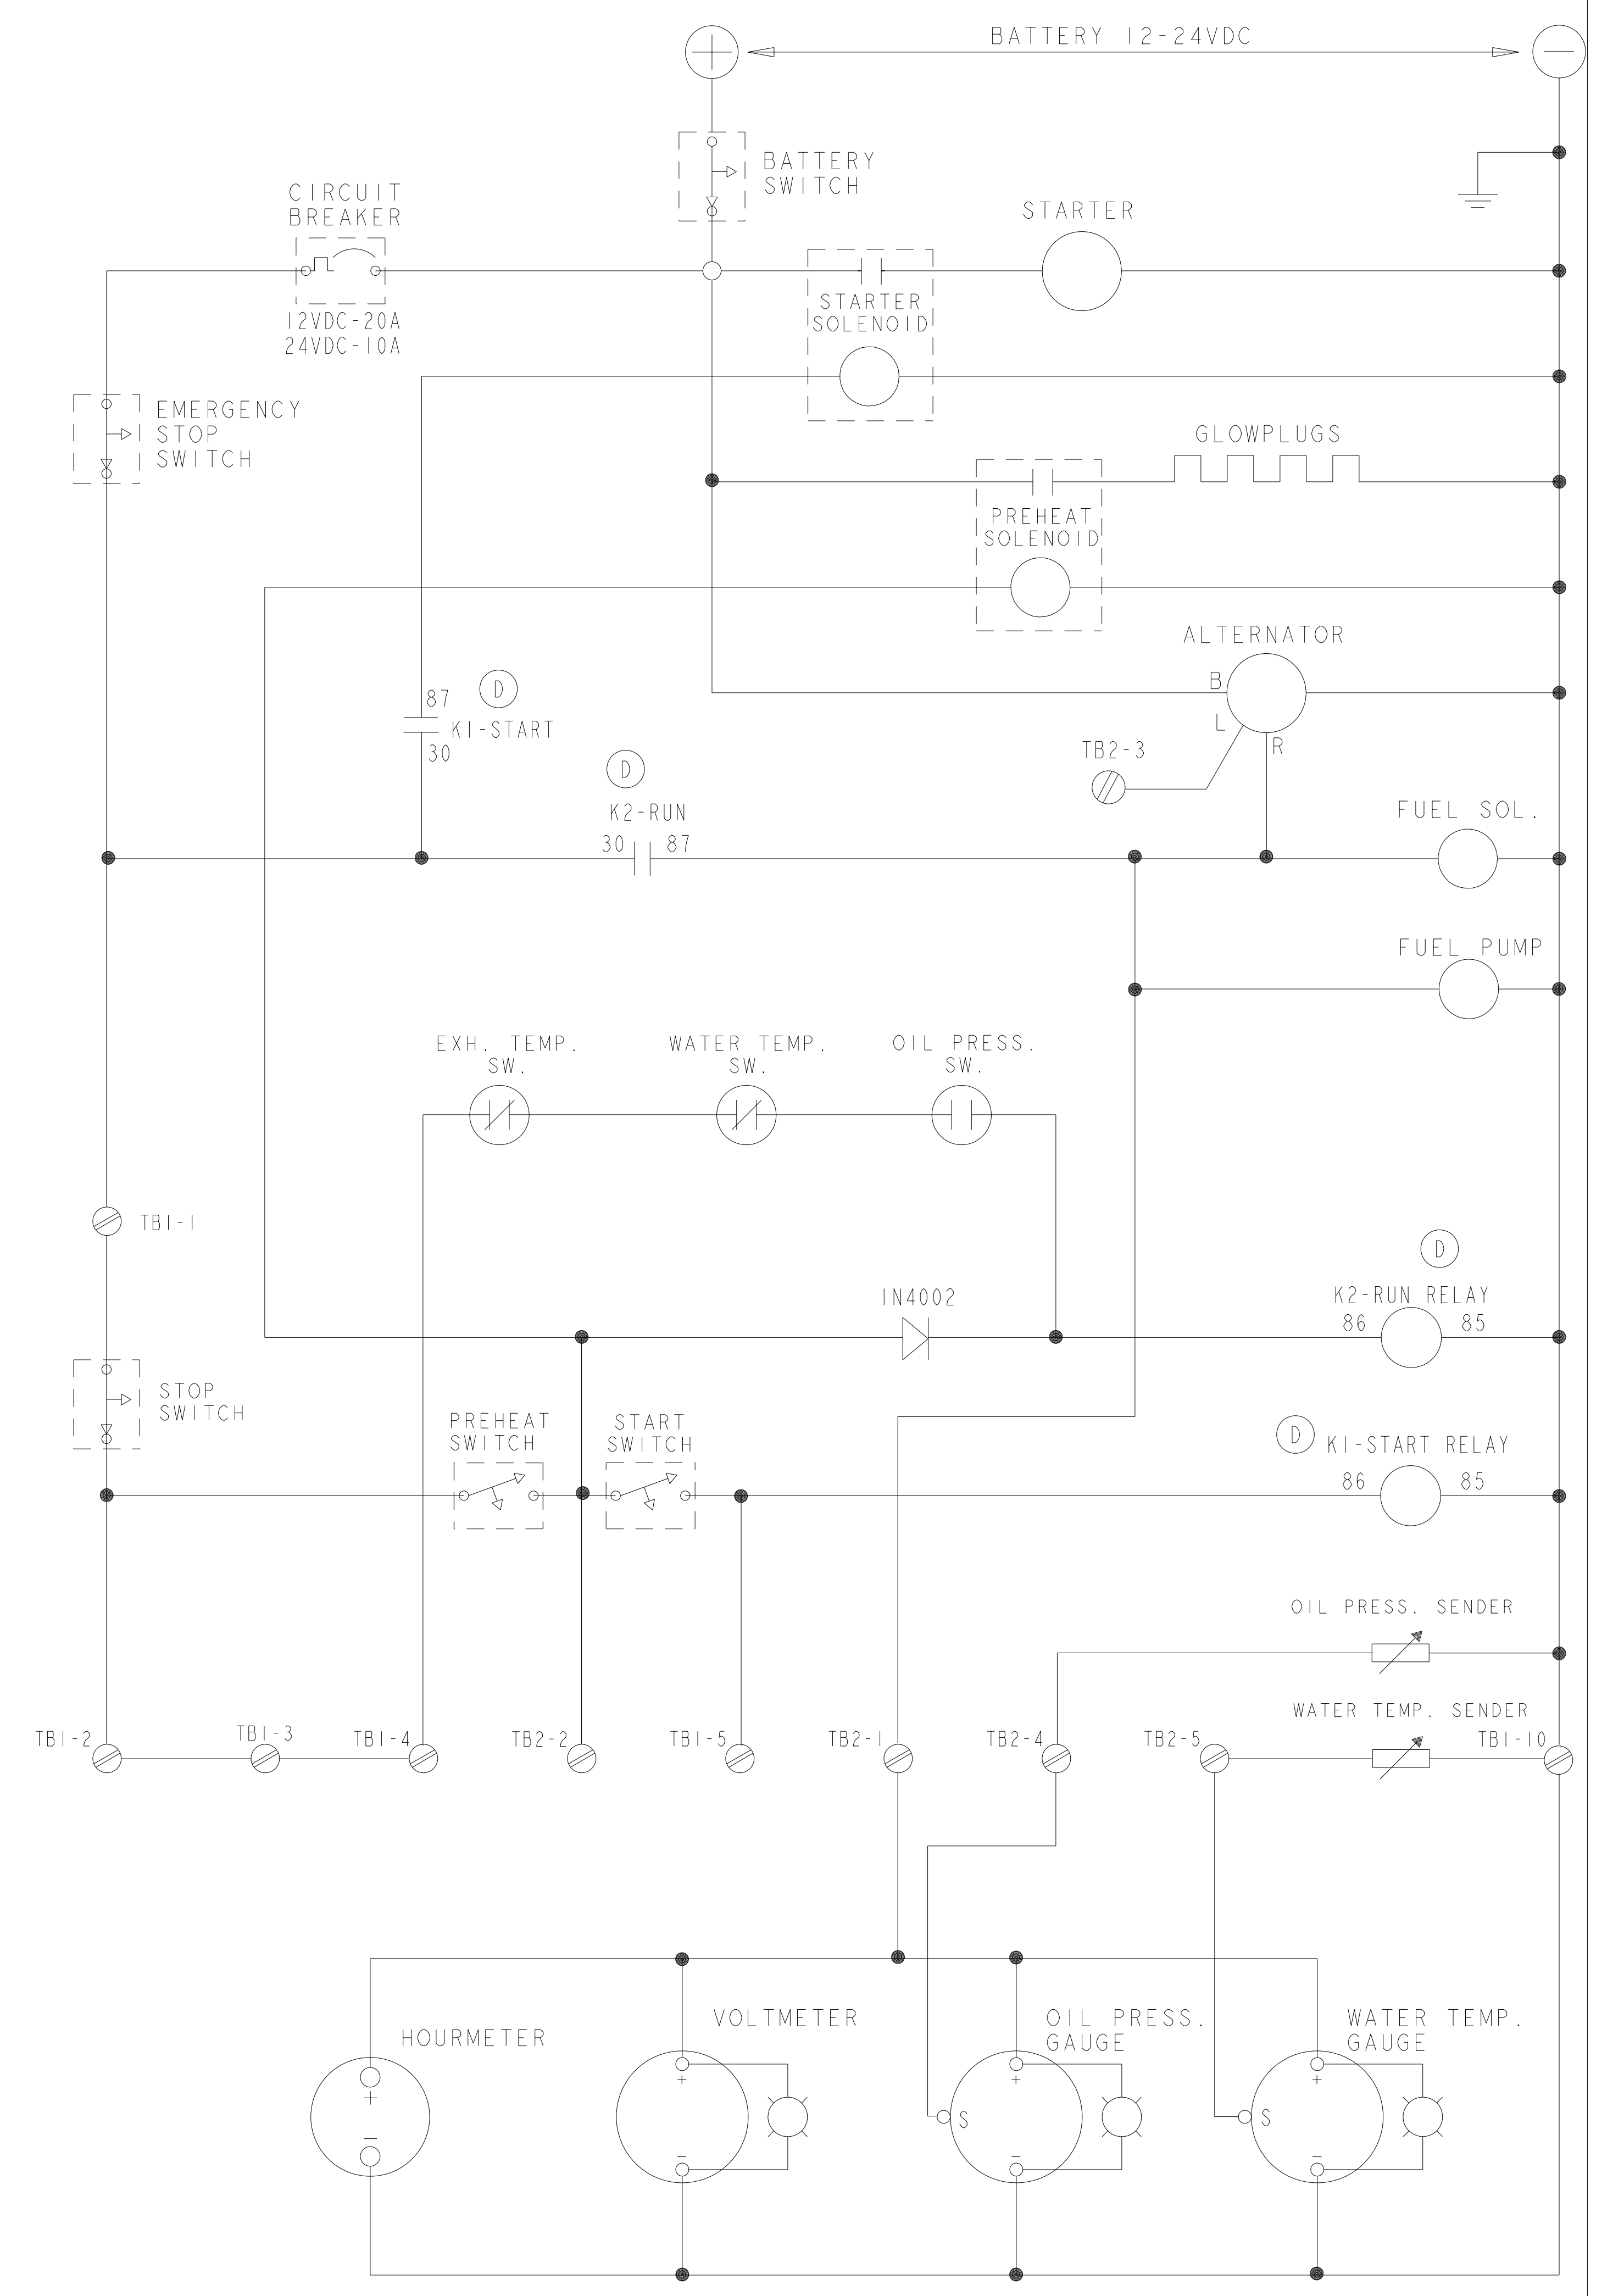 BATTERY 12-24VDC
BATTERY
SWITCH
CIRCUIT
BREAKER
12VDC-20A
24VDC-10A
STARTER
STARTER
SOLENOID
EMERGENCY
STOP
SWITCH
GLOWPLUGS
PREHEAT
SOLENOID
ALTERNATOR
B
L
R
TB2-3
87
D
K1-START
30
D
K2-RUN
30
87
FUEL SOL.
FUEL PUMP
EXH. TEMP.
SW.
WATER TEMP.
SW.
OIL PRESS.
SW.
TB1-1
D
IN4002
K2-RUN RELAY
86
85
STOP
SWITCH
PREHEAT
SWITCH
START
SWITCH
D
K1-START RELAY
86
85
OIL PRESS. SENDER
WATER TEMP. SENDER
TB1-2
TB1-3
TB1-4
TB2-2
TB1-5
TB2-1
TB2-4
TB2-5
TB1-10
HOURMETER
+
−
VOLTMETER
+
−
OIL PRESS.
GAUGE
+
S
−
WATER TEMP.
GAUGE
+
S
−